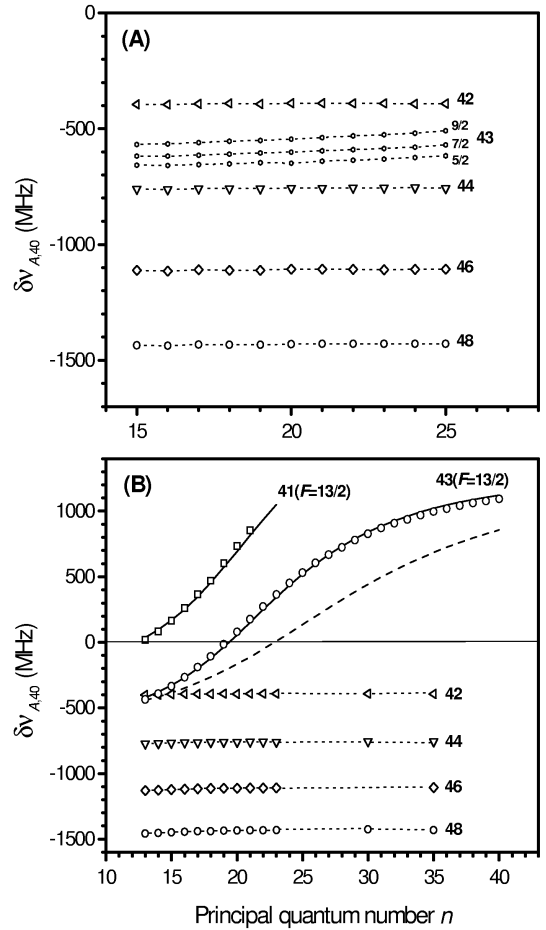 (A)
0
-500
-1000
-1500
δν A,40 (MHz)
42
9/2
43
7/2
5/2
44
46
48
15 20 25
(B)
41(F=13/2)
43(F=13/2)
1000
500
0
-500
-1000
-1500
δν A,40 (MHz)
42
44
46
48
10 15 20 25 30 35 40
Principal quantum number n